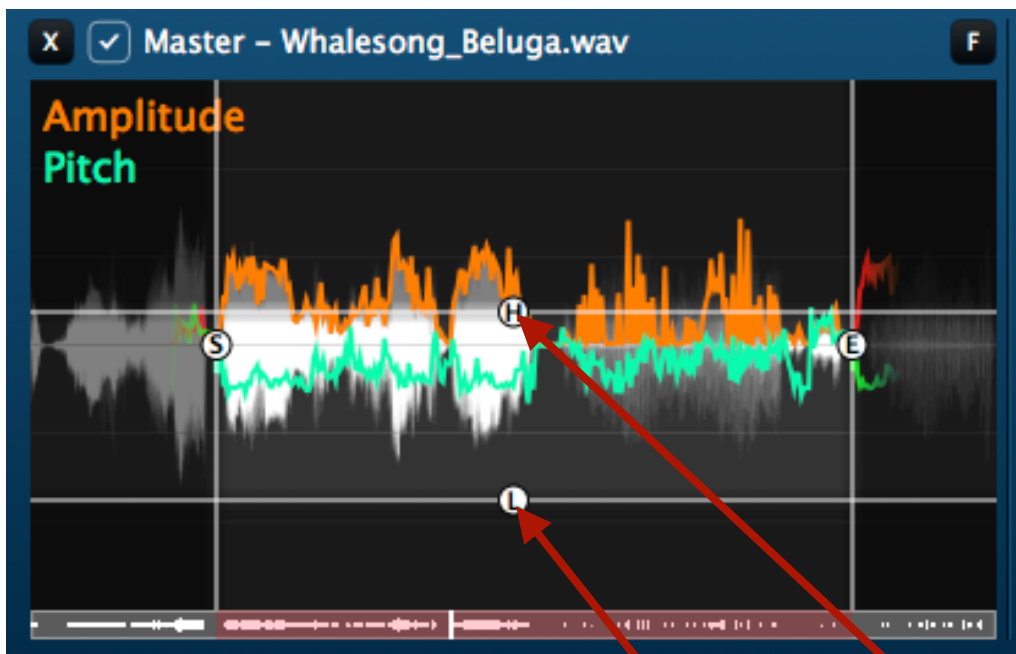 X ✓ Master – Whalesong_Beluga.wav F
Amplitude
Pitch
H
S E
L